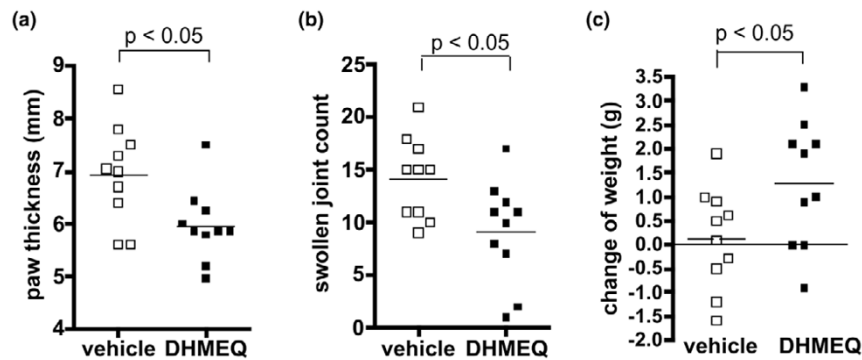 (a)
p < 0.05
paw thickness (mm)
9
8
7
6
5
4
vehicle DHMEQ
(b)
p < 0.05
swollen joint count
25
20
15
10
5
0
vehicle DHMEQ
(c)
p < 0.05
change of weight (g)
3.5
3.0
2.5
2.0
1.5
1.0
0.5
0.0
-0.5
-1.0
-1.5
-2.0
vehicle DHMEQ